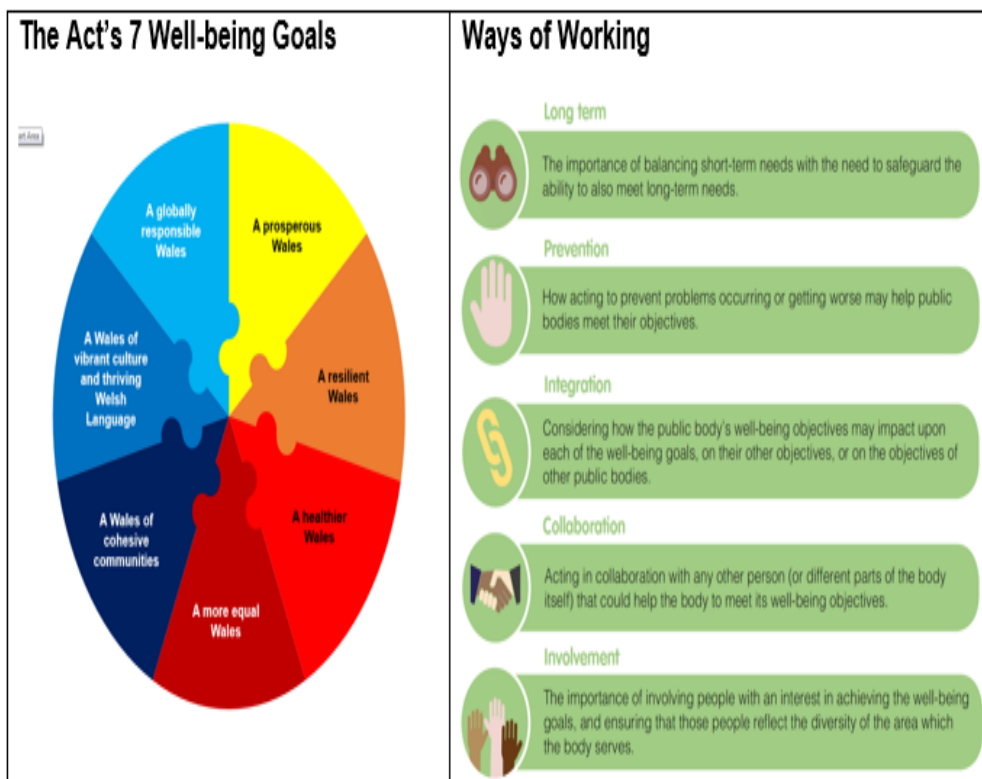 The Act's 7 Well-being Goals
A globally
responsible
Wales
A prosperous
Wales
A Wales of
vibrant culture
and thriving
Welsh
Language
A resilient
Wales
A Wales of
cohesive
communities
A healthier
Wales
A more equal
Wales
Ways of Working
Long term
The importance of balancing short-term needs with the need to safeguard the
ability to also meet long-term needs.
Prevention
How acting to prevent problems occurring or getting worse may help public
bodies meet their objectives.
Integration
Considering how the public body's well-being objectives may impact upon
each of the well-being goals, on their other objectives, or on the objectives of
other public bodies.
Collaboration
Acting in collaboration with any other person (or different parts of the body
itself) that could help the body to meet its well-being objectives.
Involvement
The importance of involving people with an interest in achieving the well-being
goals, and ensuring that those people reflect the diversity of the area which
the body serves.